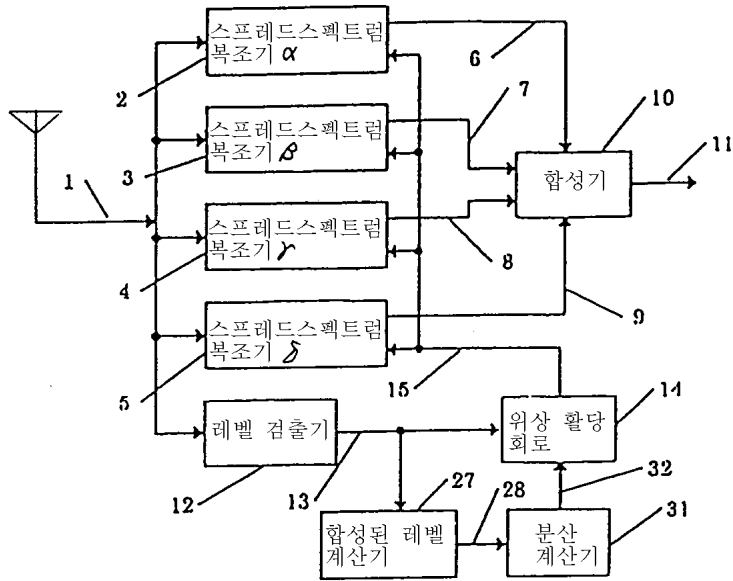 스프레드스펙트럼
복조기 α
2
6
스프레드스펙트럼
복조기 β
3
7
10
합성기
11
1
스프레드스펙트럼
복조기 γ
4
8
스프레드스펙트럼
복조기 δ
5
9
15
레벨 검출기
12
13
위상 활당
회로
14
27
28
32
31
합성된 레벨
계산기
분산
계산기